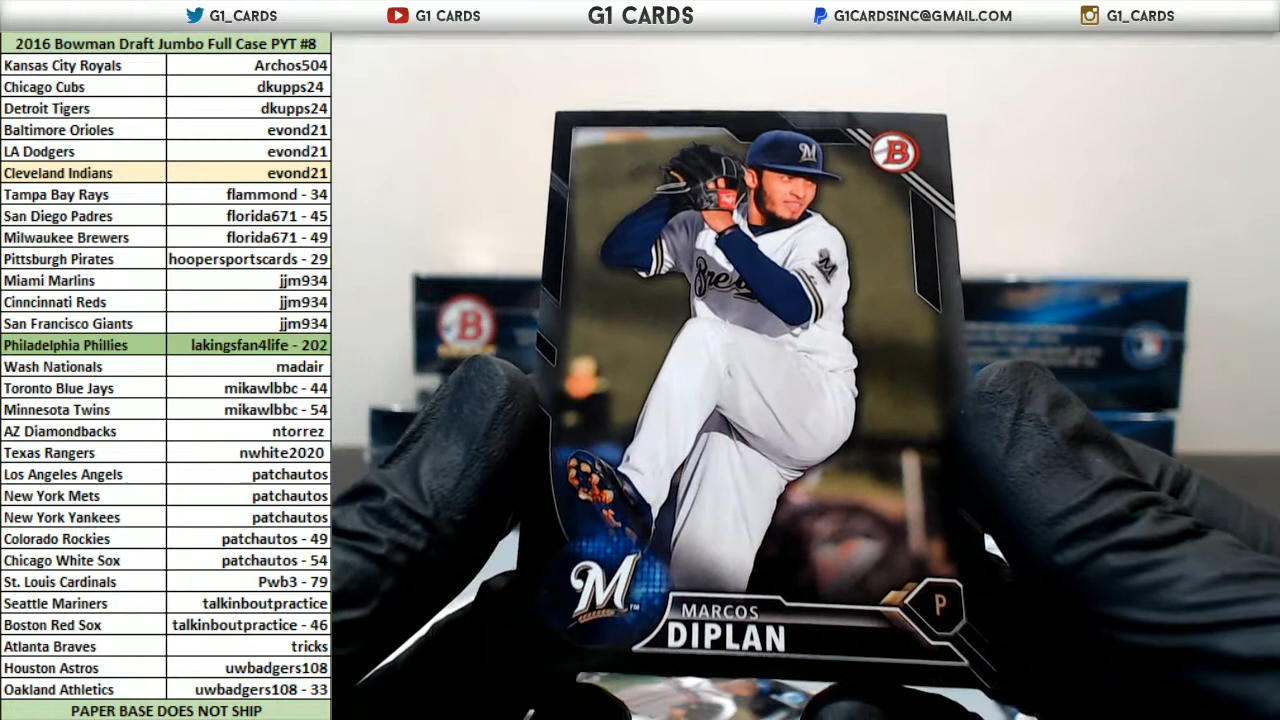 G1_CARDS G1 CARDS G1 CARDS G1CARDSINC@GMAIL.COM G1_CARDS
2016 Bowman Draft Jumbo Full Case PYT #8
Kansas City Royals Archos504
Chicago Cubs dkupps24
Detroit Tigers dkupps24
Baltimore Orioles evond21
LA Dodgers evond21
Cleveland Indians evond21
Tampa Bay Rays flammond - 34
San Diego Padres florida671 - 45
Milwaukee Brewers florida671 - 49
Pittsburgh Pirates hoopersportscards - 29
Miami Marlins jjm934
Cinncinnati Reds jjm934
San Francisco Giants jjm934
Philadelphia Phillies lakingsfan4life - 202
Wash Nationals madair
Toronto Blue Jays mikawlbbc - 44
Minnesota Twins mikawlbbc - 54
AZ Diamondbacks ntorrez
Texas Rangers nwhite2020
Los Angeles Angels patchautos
New York Mets patchautos
New York Yankees patchautos
Colorado Rockies patchautos - 49
Chicago White Sox patchautos - 54
St. Louis Cardinals Pwb3 - 79
Seattle Mariners talkinboutpractice
Boston Red Sox talkinboutpractice - 46
Atlanta Braves tricks
Houston Astros uwbadgers108
Oakland Athletics uwbadgers108 - 33
PAPER BASE DOES NOT SHIP
B
M
M
Brew
B
M™
MARCOS
DIPLAN
P